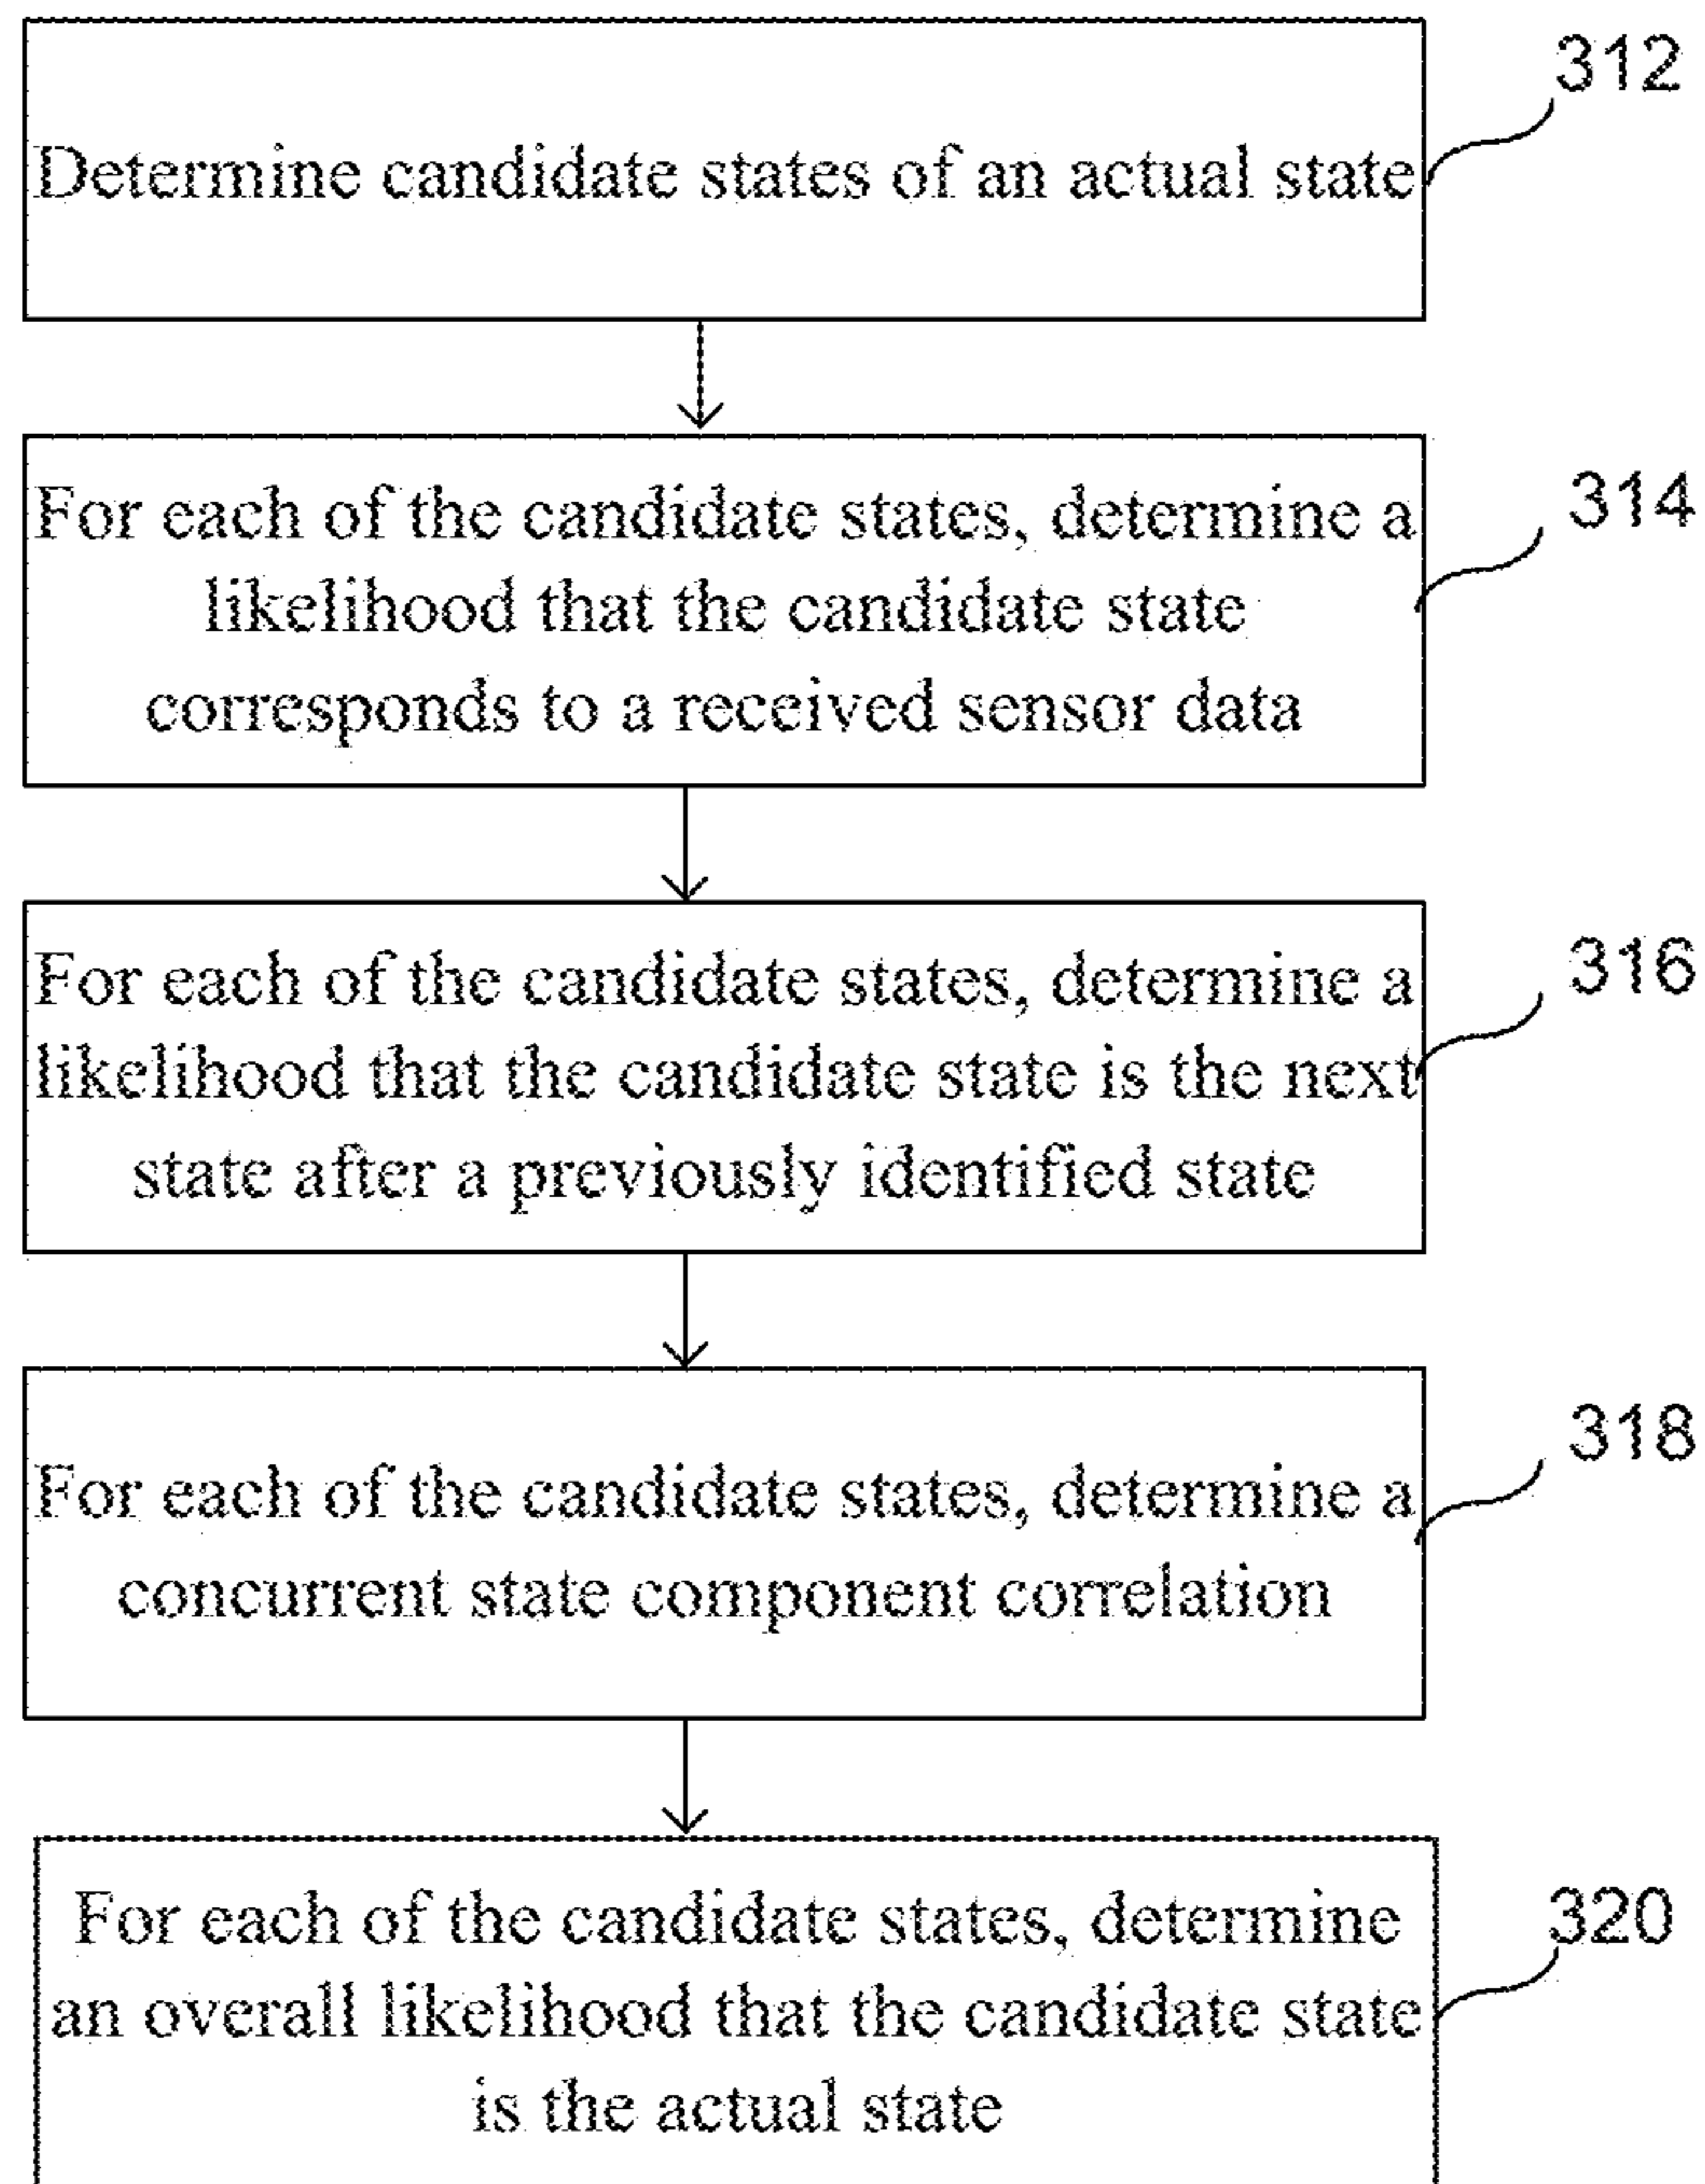 312
Determine candidate states of an actual state
314
For each of the candidate states, determine a
likelihood that the candidate state
corresponds to a received sensor data
316
For each of the candidate states, determine a
likelihood that the candidate state is the next
state after a previously identified state
318
For each of the candidate states, determine a
concurrent state component correlation
320
For each of the candidate states, determine
an overall likelihood that the candidate state
is the actual state